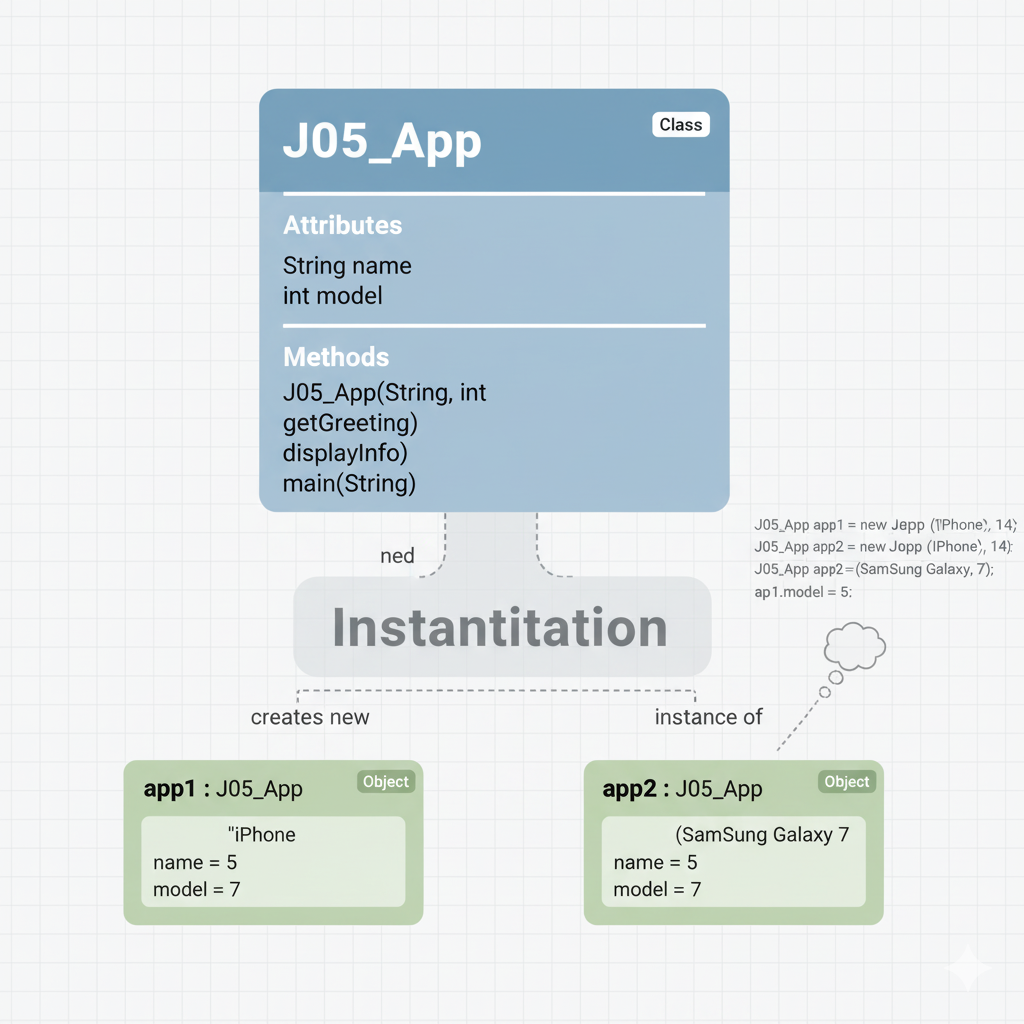 J05_App
Class
Attributes
String name
int model
Methods
J05_App(String, int
getGreeting)
displayInfo)
main(String)
ned
Instantitation
J05_App app1 = new Jepp (iPhone), 14);
J05_App app2 = new Jopp (IPhone), 14):
J05_App app2=(SamSung Galaxy, 7);
ap1.model = 5:
creates new
instance of
app1 : J05_App
Object
"iPhone
name = 5
model = 7
app2 : J05_App
Object
(SamSung Galaxy 7
name = 5
model = 7